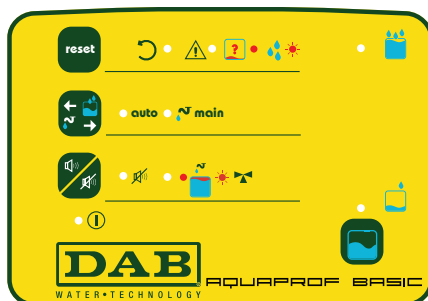 reset
?
auto main
DAB
WATER•TECHNOLOGY
AQUAPROF BASIC